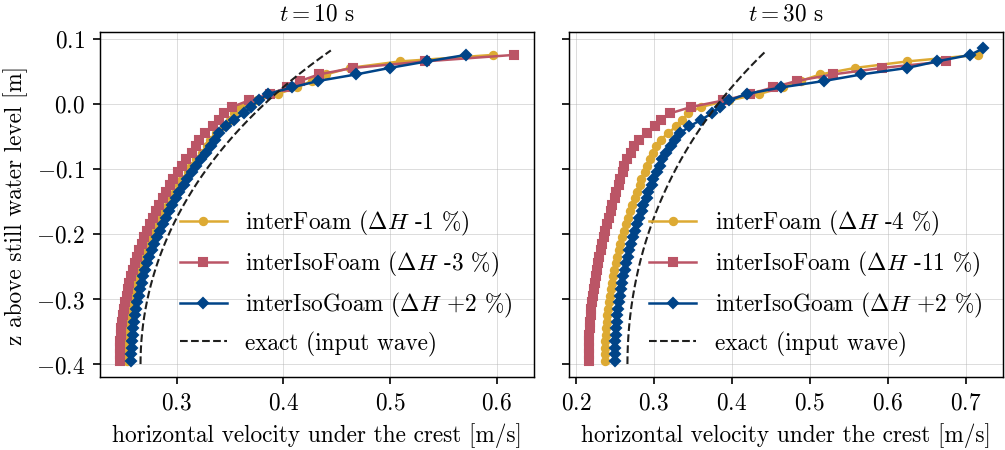 t = 10 s
t = 30 s
z above still water level [m]
0.1
0.0
−0.1
−0.2
−0.3
−0.4
interFoam (ΔH -1 %)
interIsoFoam (ΔH -3 %)
interIsoGoam (ΔH +2 %)
exact (input wave)
0.3
0.4
0.5
0.6
horizontal velocity under the crest [m/s]
interFoam (ΔH -4 %)
interIsoFoam (ΔH -11 %)
interIsoGoam (ΔH +2 %)
exact (input wave)
0.2
0.3
0.4
0.5
0.6
0.7
horizontal velocity under the crest [m/s]